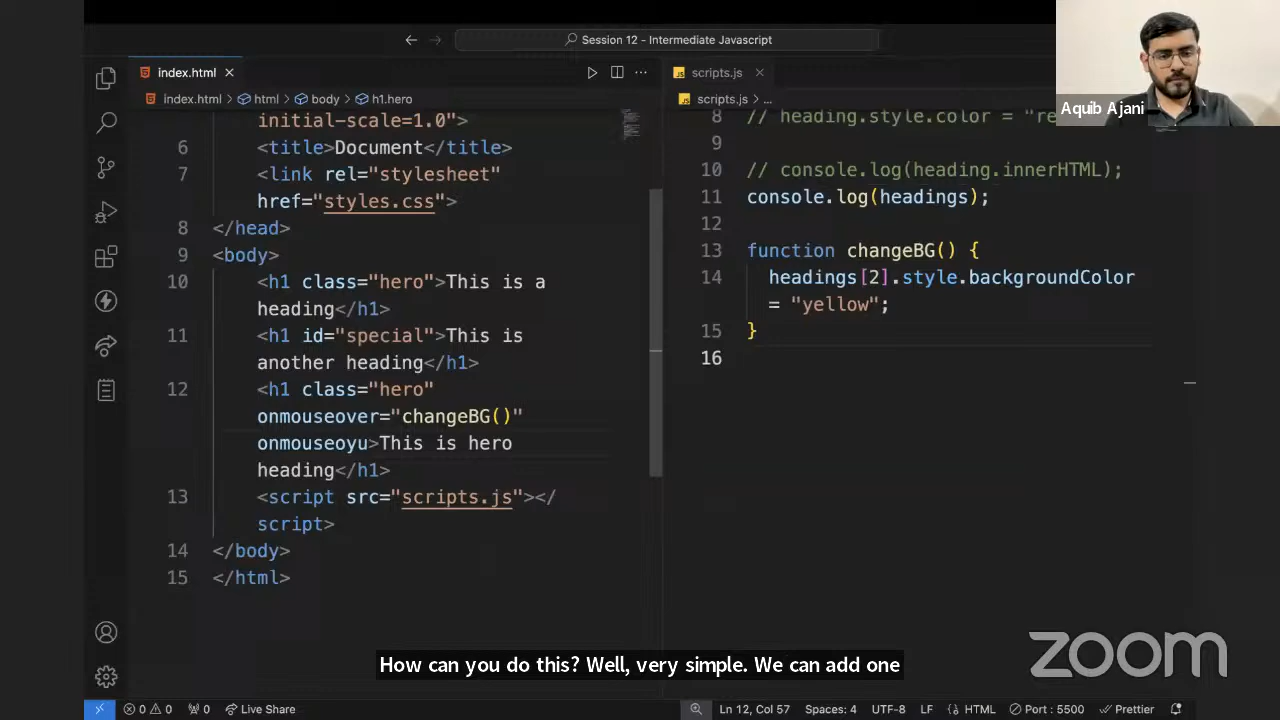 Session 12 - Intermediate Javascript
Aquib Ajani
index.html
index.html > html > body > h1.hero
initial-scale=1.0">
6 <title>Document</title>
7 <link rel="stylesheet"
href="styles.css">
8 </head>
9 <body>
10 <h1 class="hero">This is a
heading</h1>
11 <h1 id="special">This is
another heading</h1>
12 <h1 class="hero"
onmouseover="changeBG()"
onmouseoyu>This is hero
heading</h1>
13 <script src="scripts.js"></
script>
14 </body>
15 </html>
JS scripts.js
JS scripts.js > ...
8 // heading.style.color = "re
9
10 // console.log(heading.innerHTML);
11 console.log(headings);
12
13 function changeBG() {
14 headings[2].style.backgroundColor
= "yellow";
15 }
16
How can you do this? Well, very simple. We can add one
zoom
0 0 0 Live Share
Ln 12, Col 57 Spaces: 4 UTF-8 LF HTML Port : 5500 Prettier